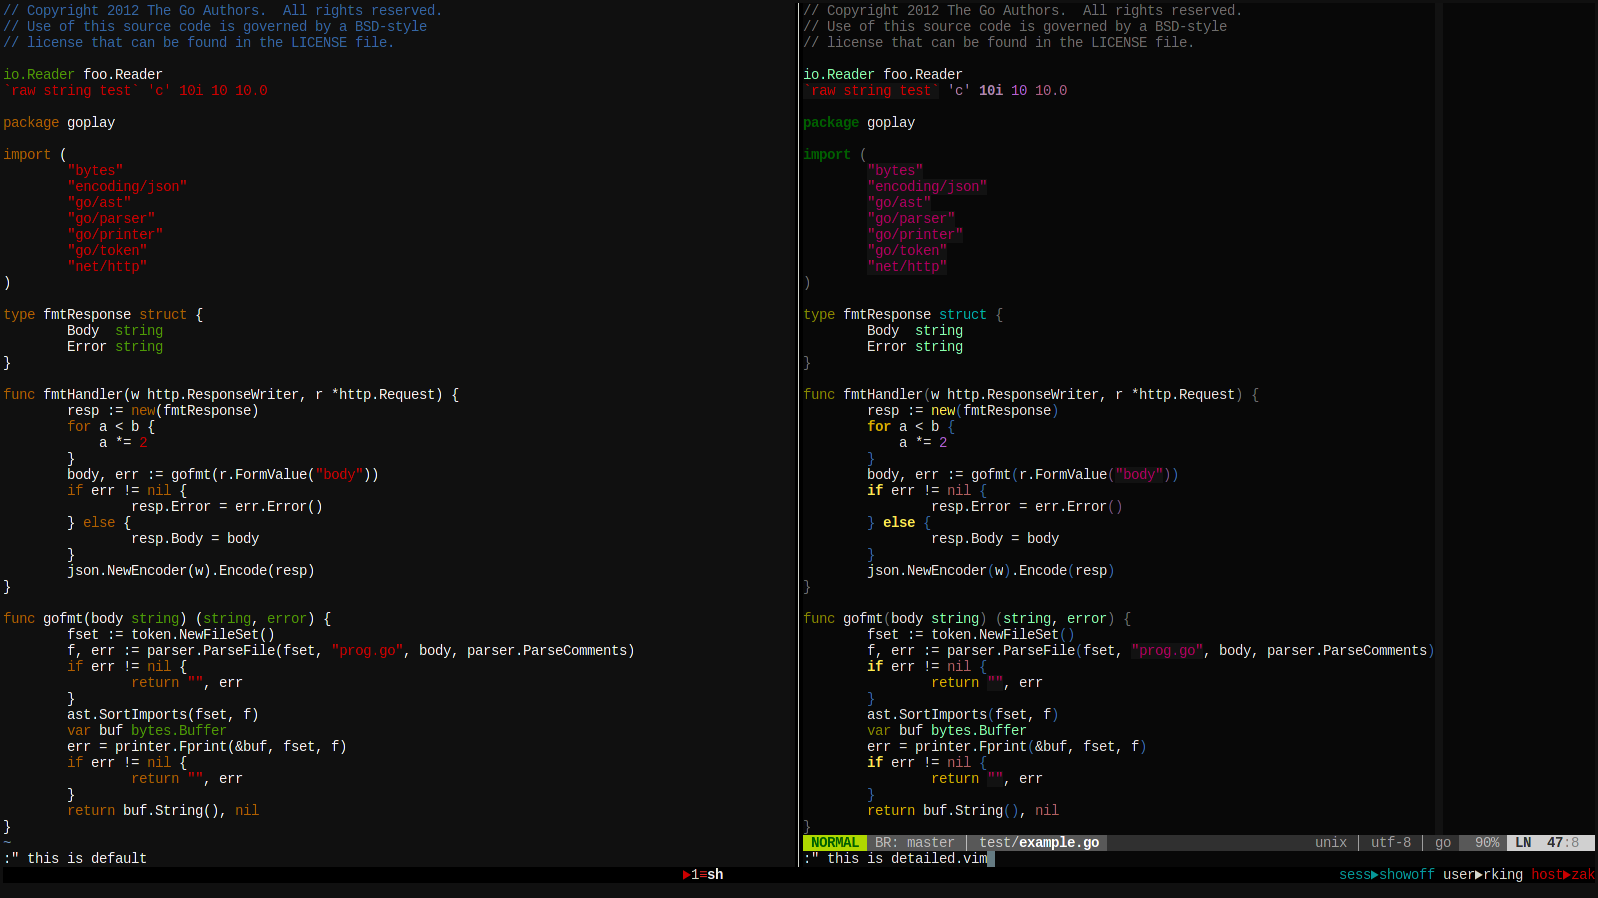 // Copyright 2012 The Go Authors.  All rights reserved.
// Use of this source code is governed by a BSD-style
// license that can be found in the LICENSE file.

io.Reader foo.Reader
`raw string test` 'c' 10i 10 10.0

package goplay

import (
        "bytes"
        "encoding/json"
        "go/ast"
        "go/parser"
        "go/printer"
        "go/token"
        "net/http"
)

type fmtResponse struct {
        Body  string
        Error string
}

func fmtHandler(w http.ResponseWriter, r *http.Request) {
        resp := new(fmtResponse)
        for a < b {
            a *= 2
        }
        body, err := gofmt(r.FormValue("body"))
        if err != nil {
                resp.Error = err.Error()
        } else {
                resp.Body = body
        }
        json.NewEncoder(w).Encode(resp)
}

func gofmt(body string) (string, error) {
        fset := token.NewFileSet()
        f, err := parser.ParseFile(fset, "prog.go", body, parser.ParseComments)
        if err != nil {
                return "", err
        }
        ast.SortImports(fset, f)
        var buf bytes.Buffer
        err = printer.Fprint(&buf, fset, f)
        if err != nil {
                return "", err
        }
        return buf.String(), nil
}
~
:" this is default
// Copyright 2012 The Go Authors.  All rights reserved.
// Use of this source code is governed by a BSD-style
// license that can be found in the LICENSE file.

io.Reader foo.Reader
`raw string test` 'c' 10i 10 10.0

package goplay

import (
        "bytes"
        "encoding/json"
        "go/ast"
        "go/parser"
        "go/printer"
        "go/token"
        "net/http"
)

type fmtResponse struct {
        Body  string
        Error string
}

func fmtHandler(w http.ResponseWriter, r *http.Request) {
        resp := new(fmtResponse)
        for a < b {
            a *= 2
        }
        body, err := gofmt(r.FormValue("body"))
        if err != nil {
                resp.Error = err.Error()
        } else {
                resp.Body = body
        }
        json.NewEncoder(w).Encode(resp)
}

func gofmt(body string) (string, error) {
        fset := token.NewFileSet()
        f, err := parser.ParseFile(fset, "prog.go", body, parser.ParseComments)
        if err != nil {
                return "", err
        }
        ast.SortImports(fset, f)
        var buf bytes.Buffer
        err = printer.Fprint(&buf, fset, f)
        if err != nil {
                return "", err
        }
        return buf.String(), nil
}
NORMAL BR: master | test/example.go unix | utf-8 | go 90% LN 47:8
:" this is detailed.vim
▶1≡sh sess▶showoff user▶rking host▶zak